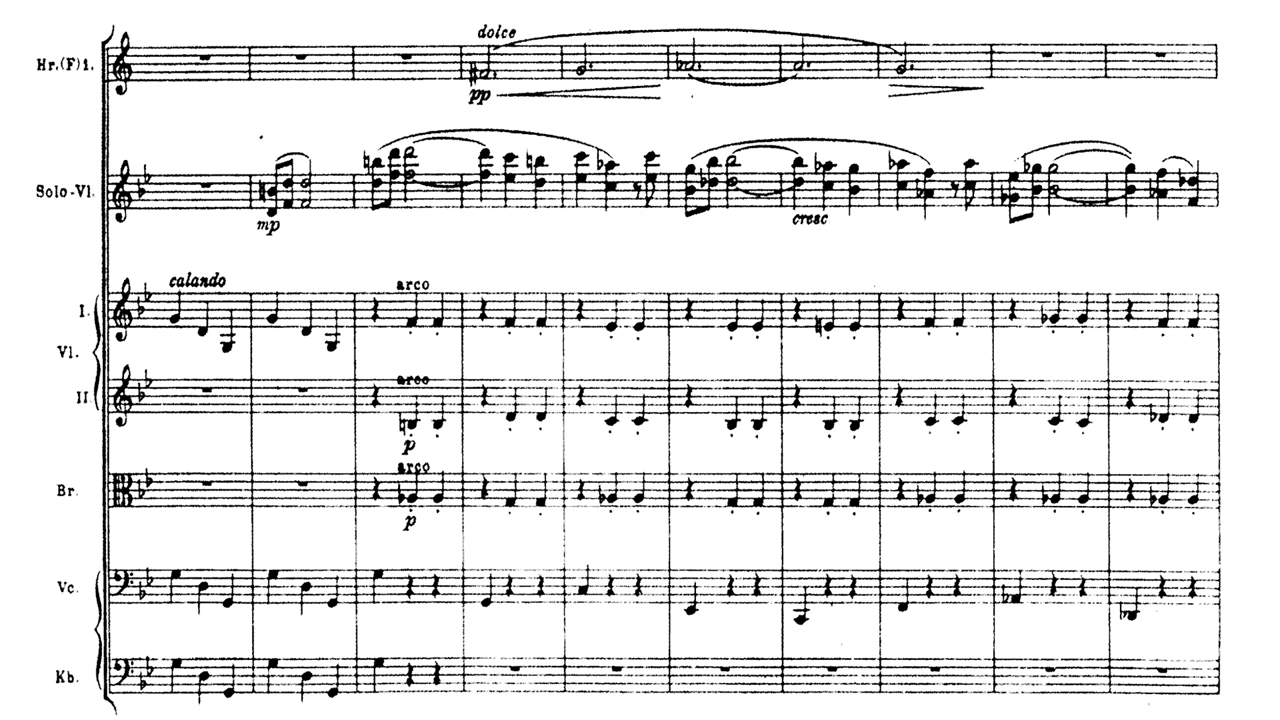 dolce
Hr.(F) 1.
pp
Solo-Vl.
mp
cresc
calando
arco
I.
Vl.
arco
II
p
arco
Br.
p
Vc.
Kb.